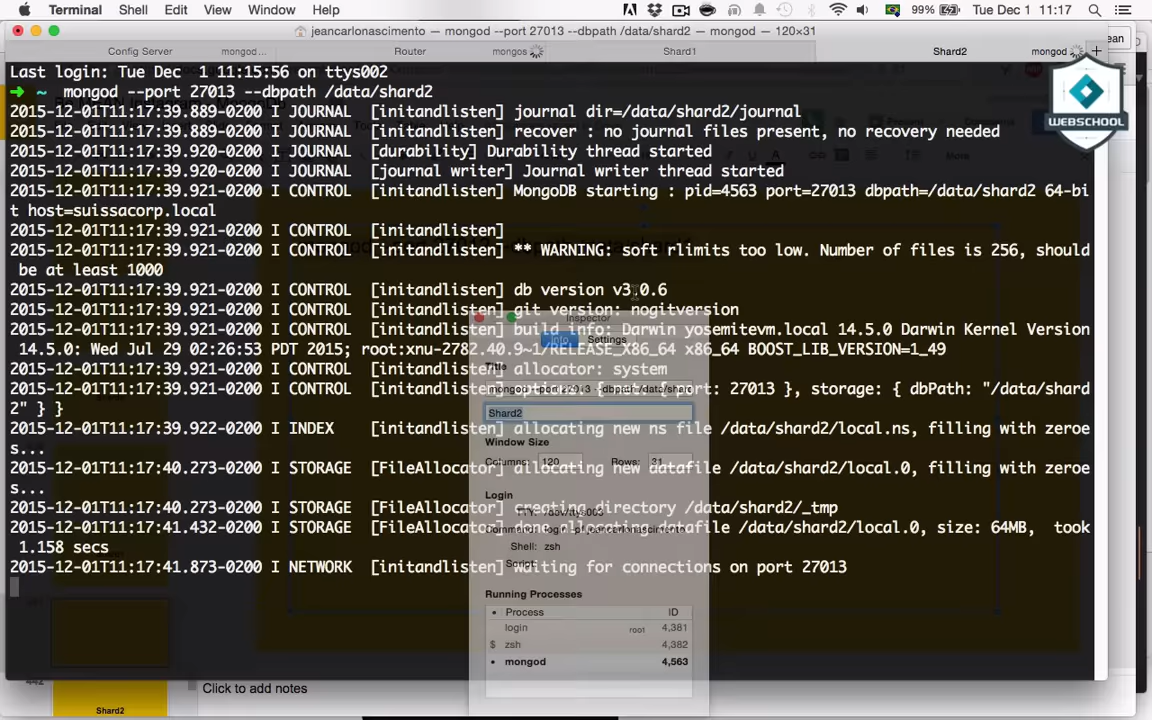 Terminal Shell Edit View Window Help 99% Tue Dec 1 11:17
jeancarlonascimento — mongod --port 27013 --dbpath /data/shard2 — mongod — 120×31
Config Server mongod... Router mongos Shard1 Shard2 mongod +
Last login: Tue Dec  1 11:15:56 on ttys002
➜ ~ mongod --port 27013 --dbpath /data/shard2
WEBSCHOOL
2015-12-01T11:17:39.889-0200 I JOURNAL [initandlisten] journal dir=/data/shard2/journal
2015-12-01T11:17:39.889-0200 I JOURNAL [initandlisten] recover : no journal files present, no recovery needed
2015-12-01T11:17:39.920-0200 I JOURNAL [durability] Durability thread started
2015-12-01T11:17:39.920-0200 I JOURNAL [journal writer] Journal writer thread started
2015-12-01T11:17:39.921-0200 I CONTROL [initandlisten] MongoDB starting : pid=4563 port=27013 dbpath=/data/shard2 64-bi
t host=suissacorp.local
2015-12-01T11:17:39.921-0200 I CONTROL [initandlisten]
2015-12-01T11:17:39.921-0200 I CONTROL [initandlisten] ** WARNING: soft rlimits too low. Number of files is 256, should
be at least 1000
2015-12-01T11:17:39.921-0200 I CONTROL [initandlisten] db version v3.0.6
2015-12-01T11:17:39.921-0200 I CONTROL [initandlisten] git version: nogitversion
2015-12-01T11:17:39.921-0200 I CONTROL [initandlisten] build info: Darwin yosemitevm.local 14.5.0 Darwin Kernel Version
14.5.0: Wed Jul 29 02:26:53 PDT 2015; root:xnu-2782.40.9~1/RELEASE_X86_64 x86_64 BOOST_LIB_VERSION=1_49
2015-12-01T11:17:39.921-0200 I CONTROL [initandlisten] allocator: system
2015-12-01T11:17:39.921-0200 I CONTROL [initandlisten] options: { net: { port: 27013 }, storage: { dbPath: "/data/shard
2" } }
2015-12-01T11:17:39.922-0200 I INDEX [initandlisten] allocating new ns file /data/shard2/local.ns, filling with zeroe
s...
2015-12-01T11:17:40.273-0200 I STORAGE [FileAllocator] allocating new datafile /data/shard2/local.0, filling with zeroe
s...
2015-12-01T11:17:40.273-0200 I STORAGE [FileAllocator] creating directory /data/shard2/_tmp
2015-12-01T11:17:41.432-0200 I STORAGE [FileAllocator] done allocating datafile /data/shard2/local.0, size: 64MB, took
1.158 secs
2015-12-01T11:17:41.873-0200 I NETWORK [initandlisten] waiting for connections on port 27013
Inspector
Info Settings
Title
Shard2
Window Size
Columns: 120 Rows: 31
Login
Shell: zsh
Running Processes
• Process ID
login root 4,381
$ zsh 4,382
• mongod 4,563
Click to add notes
Shard2